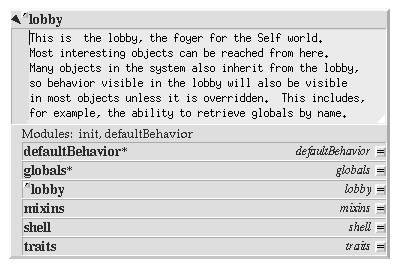 lobby
This is  the lobby, the foyer for the Self world.
Most interesting objects can be reached from here.
Many objects in the system also inherit from the lobby,
so behavior visible in the lobby will also be visible
in most objects unless it is overridden.  This includes,
for example, the ability to retrieve globals by name.
Modules: init, defaultBehavior
defaultBehavior* defaultBehavior =
globals* globals =
lobby lobby =
mixins mixins =
shell shell =
traits traits =